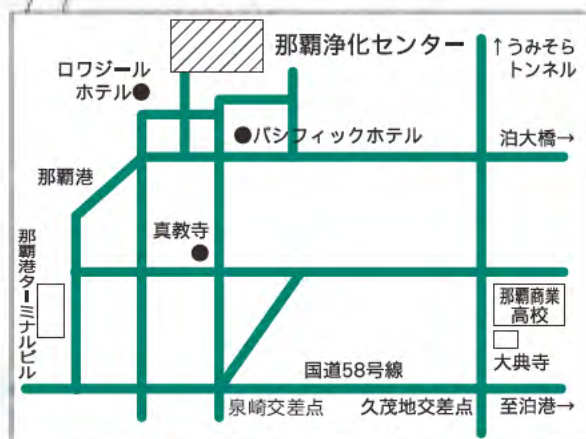 那覇浄化センター
↑うみそら
トンネル
ロワジール
ホテル
パシフィックホテル
泊大橋→
那覇港
真教寺
那覇港ターミナルビル
那覇商業
高校
大典寺
国道58号線
泉崎交差点
久茂地交差点
至泊港→